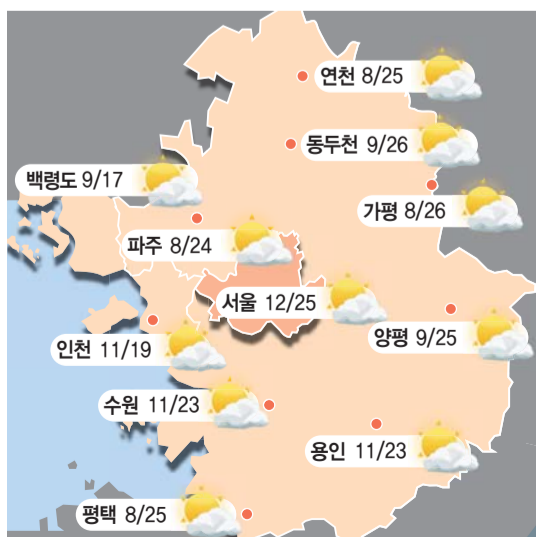 연천 8/25
동두천 9/26
백령도 9/17
가평 8/26
파주 8/24
서울 12/25
양평 9/25
인천 11/19
수원 11/23
용인 11/23
평택 8/25